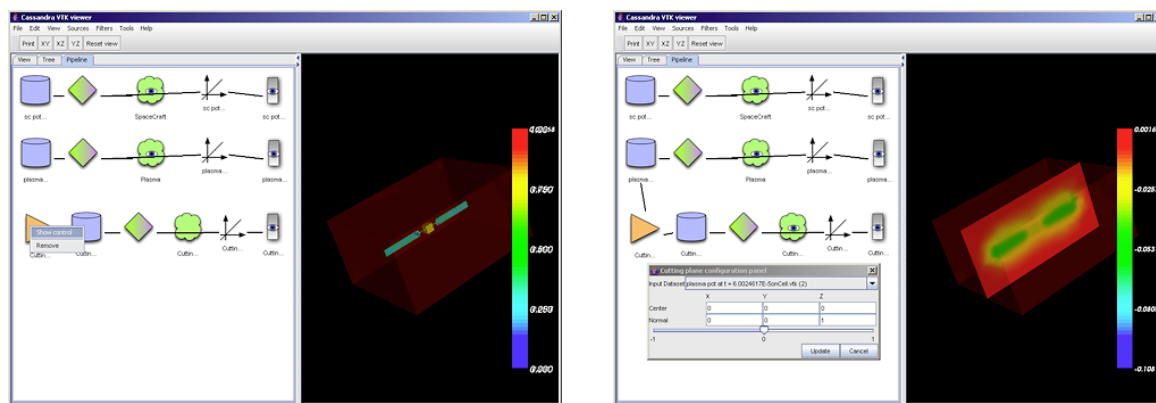 Cassandra VTK viewer
File Edit View Sources Filters Tools Help
Print XY XZ YZ Reset view
View Tree Pipeline
sc pot...
SpaceCraft
sc pot...
sc pot...
plasma...
Plasma
plasma...
plasma...
Show control
Remove
Cuttin...
Cuttin...
Cuttin...
Cuttin...
0.750
0.500
0.250
0.000
Cassandra VTK viewer
File Edit View Sources Filters Tools Help
Print XY XZ YZ Reset view
View Tree Pipeline
sc pot...
SpaceCraft
sc pot...
sc pot...
plasma...
Plasma
plasma...
plasma...
Cuttin...
Cuttin...
Cuttin...
Cuttin...
Cuttin...
Cutting plane configuration panel
Input Dataset plasma pot at t = 6.0024617E-5onCell.vtk (2)
X Y Z
Center 0 0 0
Normal 0 0 1
-1 0 1
Update Cancel
0.0016
-0.025
-0.053
-0.080
-0.108